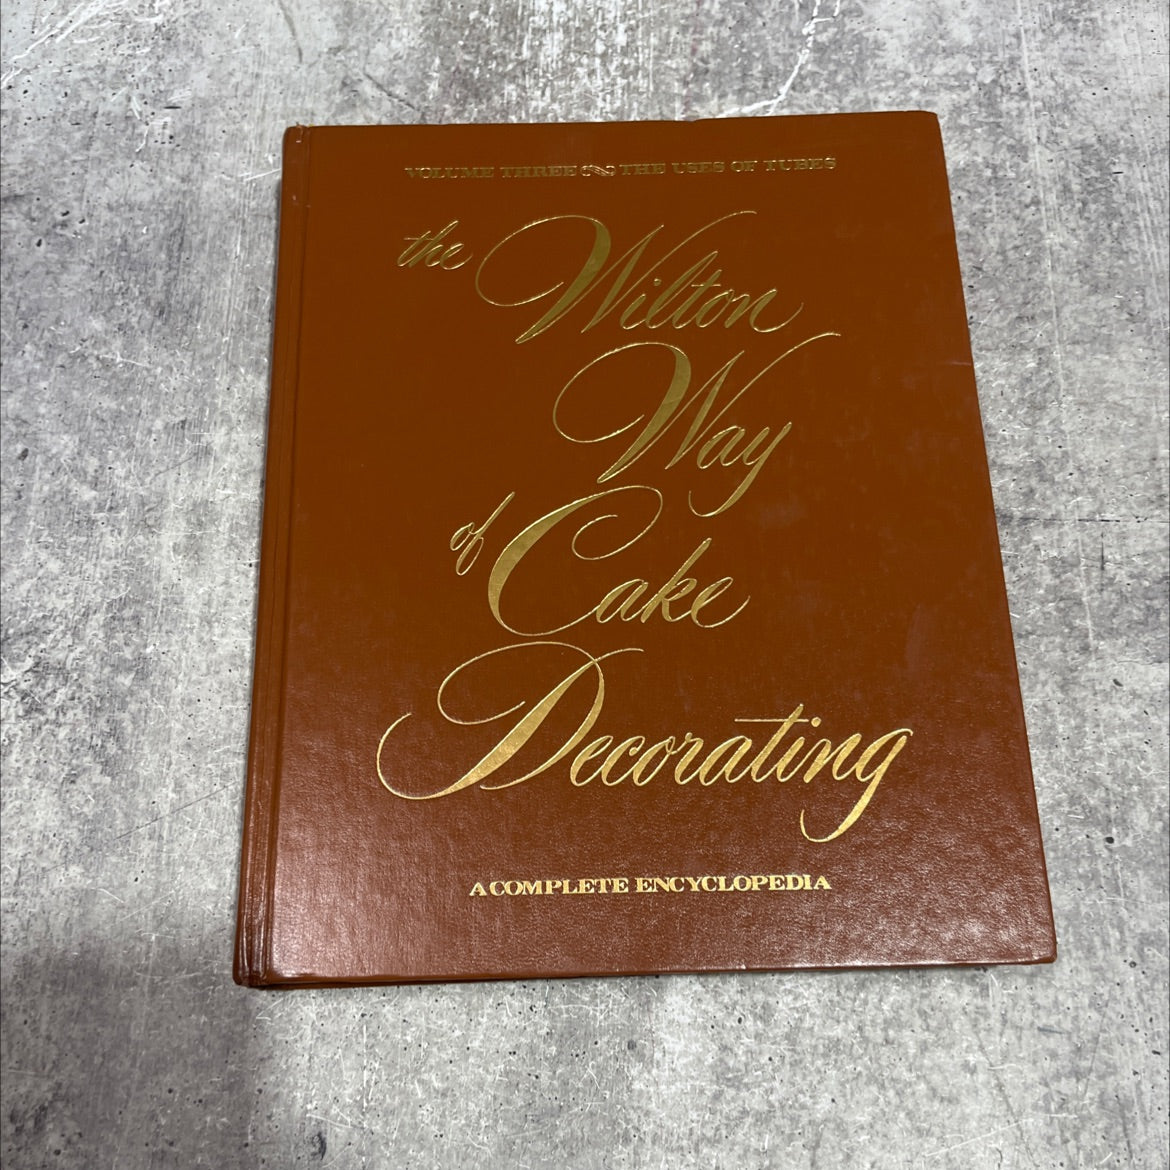 VOLUME THREE THE USES OF TUBES
the Wilton
Way
of Cake
Decorating
A COMPLETE ENCYCLOPEDIA